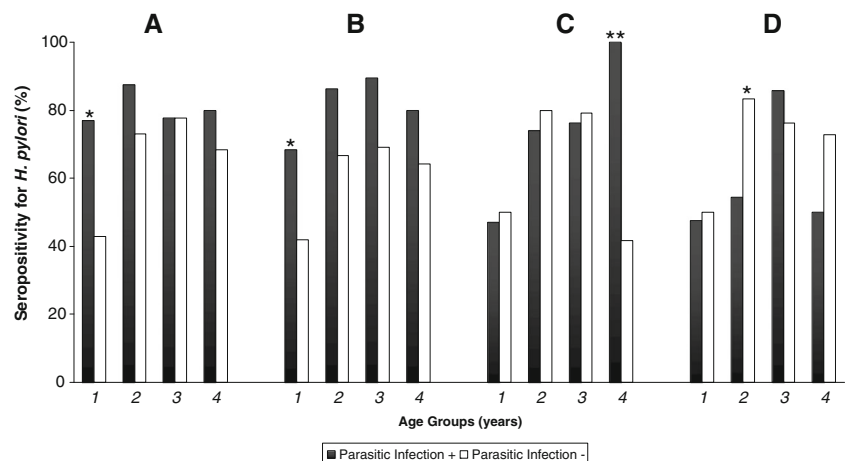 A B C D
Seropositivity for H. pylori (%)
100
80
60
40
20
0
* * ** *
1 2 3 4 1 2 3 4 1 2 3 4 1 2 3 4
Age Groups (years)
Parasitic Infection + Parasitic Infection -